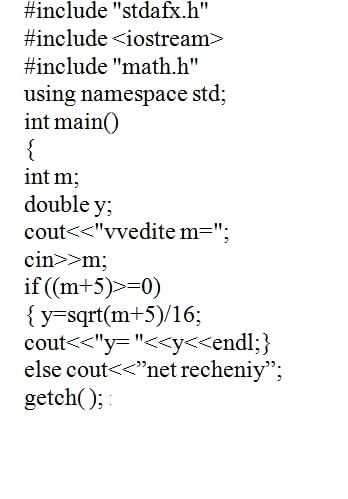 #include "stdafx.h"
#include <iostream>
#include "math.h"
using namespace std;
int main()
{
int m;
double y;
cout<<"vvedite m=";
cin>>m;
if ((m+5)>=0)
{ y=sqrt(m+5)/16;
cout<<"y= "<<y<<endl;}
else cout<<”net recheniy”;
getch( );